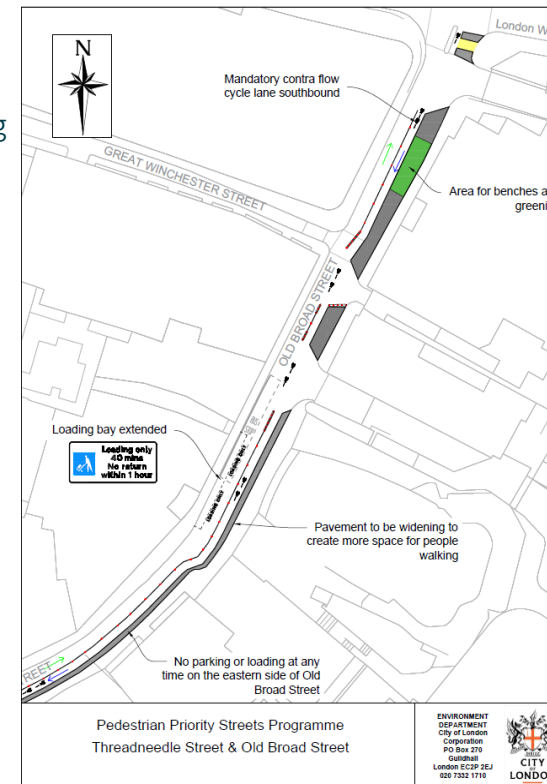 N
London W
Mandatory contra flow
cycle lane southbound
GREAT WINCHESTER STREET
Area for benches a
greeni
OLD BROAD STREET
Loading bay extended
Loading only
40 mins
No return
within 1 hour
Pavement to be widening to
create more space for people
walking
No parking or loading at any
time on the eastern side of Old
Broad Street
REET
Pedestrian Priority Streets Programme
Threadneedle Street & Old Broad Street
ENVIRONMENT
DEPARTMENT
City of London
Corporation
PO Box 270
Guildhall
London EC2P 2EJ
020 7332 1710
CITY
OF
LONDO